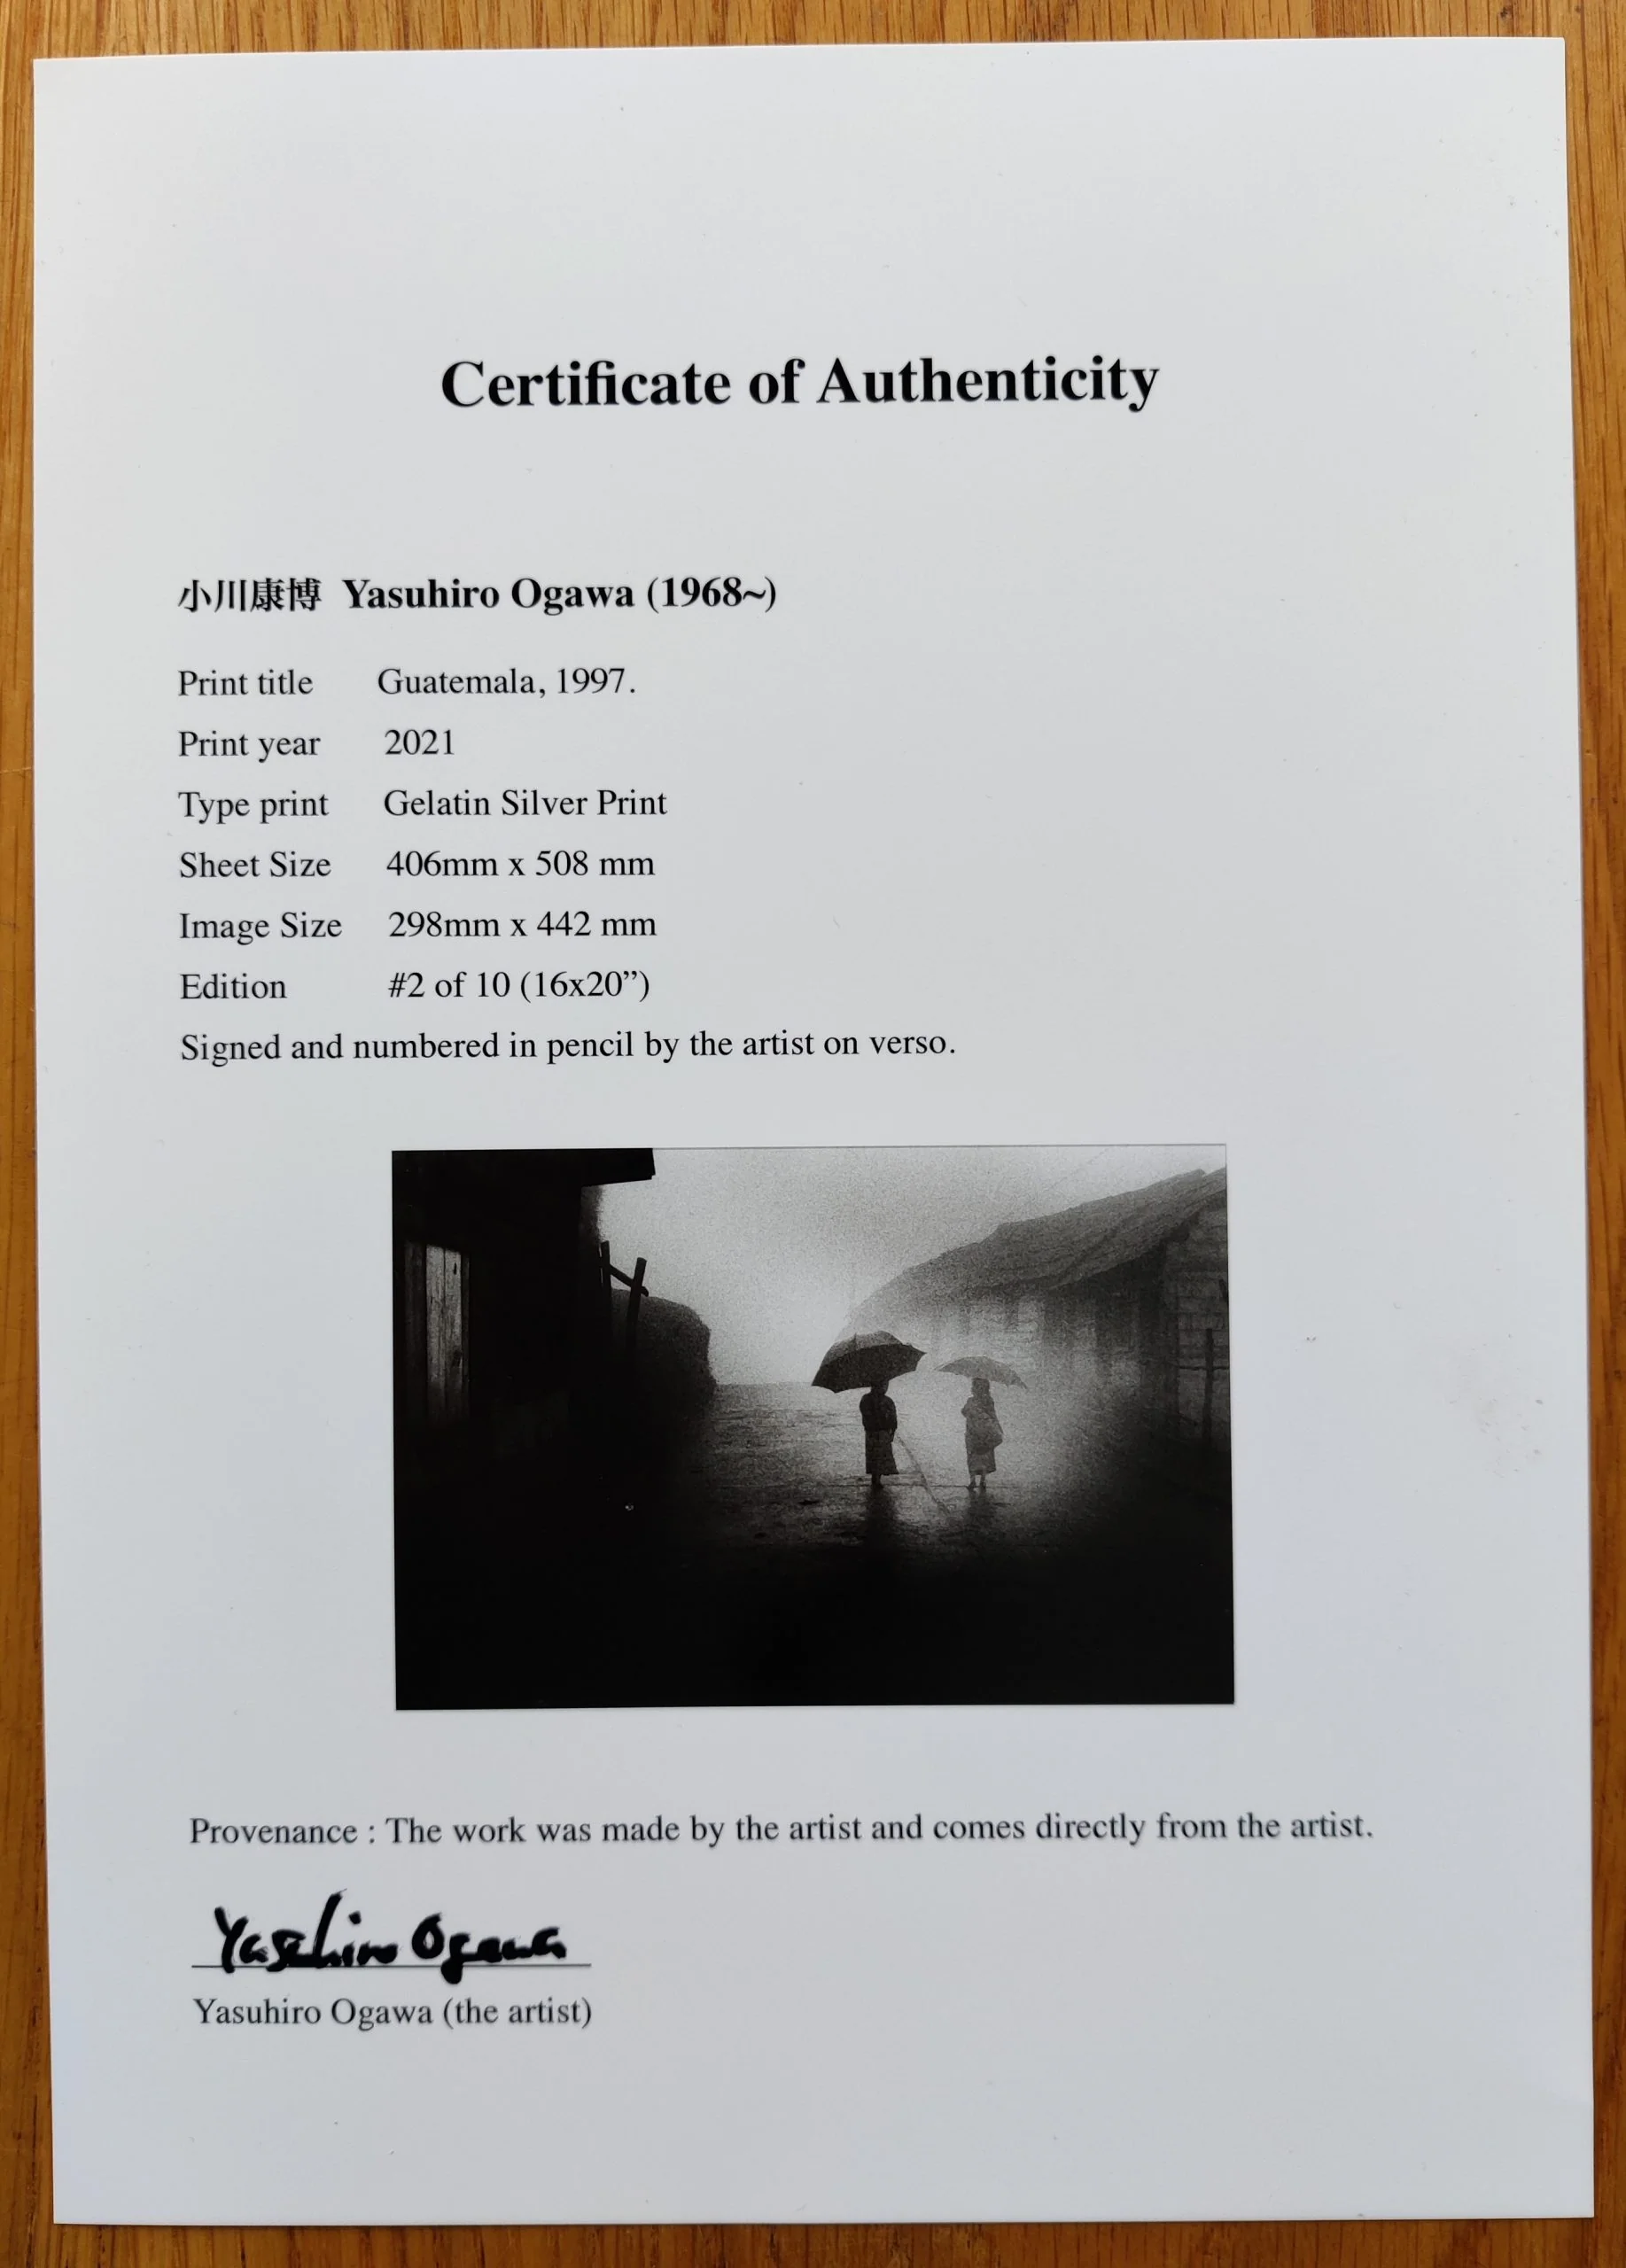 Certificate of Authenticity
小川康博 Yasuhiro Ogawa (1968~)
Print title Guatemala, 1997.
Print year 2021
Type print Gelatin Silver Print
Sheet Size 406mm x 508 mm
Image Size 298mm x 442 mm
Edition #2 of 10 (16x20”)
Signed and numbered in pencil by the artist on verso.
Provenance : The work was made by the artist and comes directly from the artist.
Yasuhiro Ogawa
Yasuhiro Ogawa (the artist)